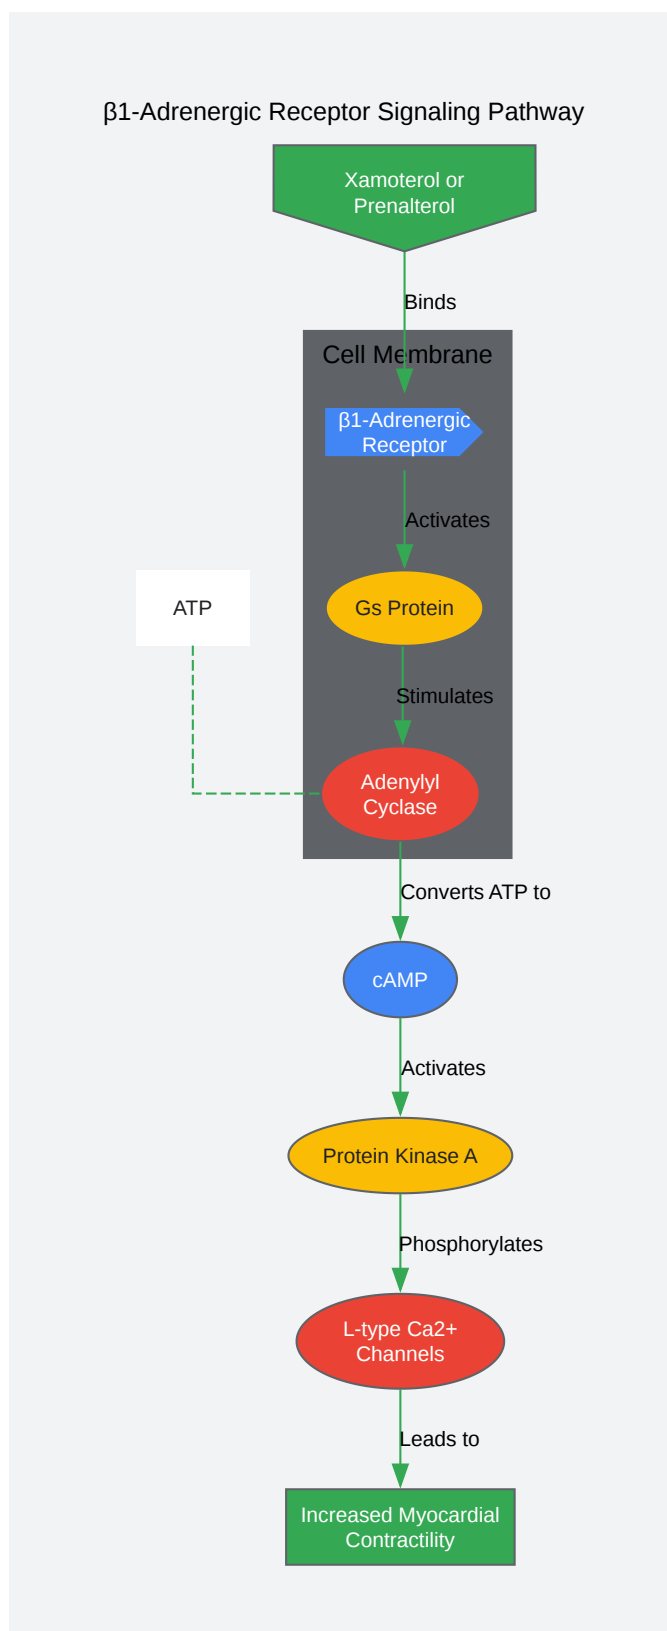 β1-Adrenergic Receptor Signaling Pathway
Xamoterol or
Prenalterol
Binds
Cell Membrane
β1-Adrenergic
Receptor
Activates
ATP
Gs Protein
Stimulates
Adenylyl
Cyclase
Converts ATP to
cAMP
Activates
Protein Kinase A
Phosphorylates
L-type Ca2+
Channels
Leads to
Increased Myocardial
Contractility